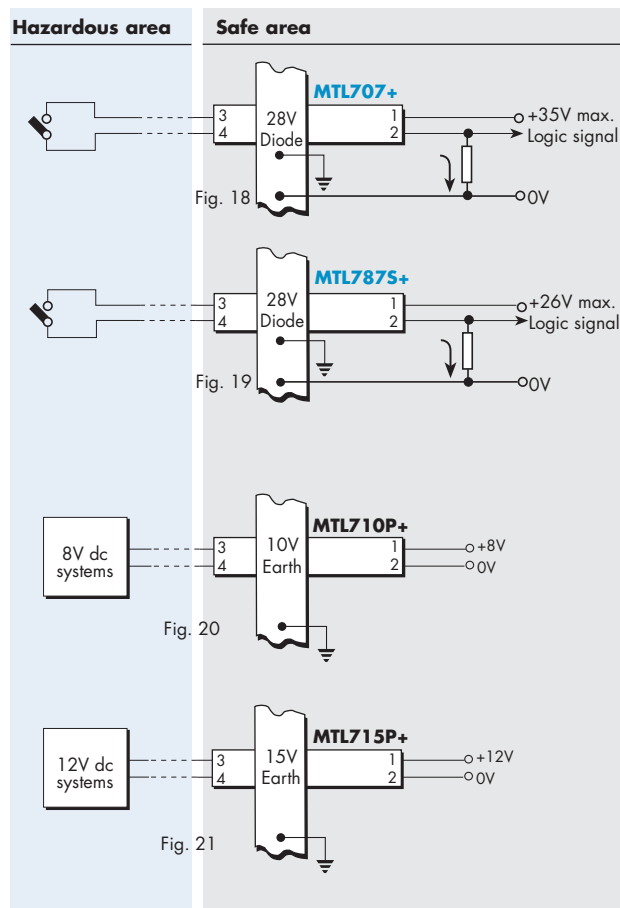 Hazardous area
Safe area
MTL707+
3
4
28V
Diode
1
2
+35V max.
Logic signal
0V
Fig. 18
MTL787S+
3
4
28V
Diode
1
2
+26V max.
Logic signal
0V
Fig. 19
8V dc
systems
MTL710P+
3
4
10V
Earth
1
2
+8V
0V
Fig. 20
12V dc
systems
MTL715P+
3
4
15V
Earth
1
2
+12V
0V
Fig. 21